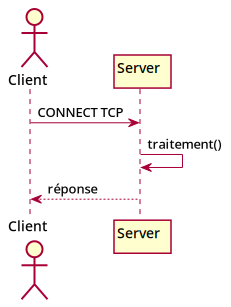 Client
Server
CONNECT TCP
traitement()
réponse
Client
Server